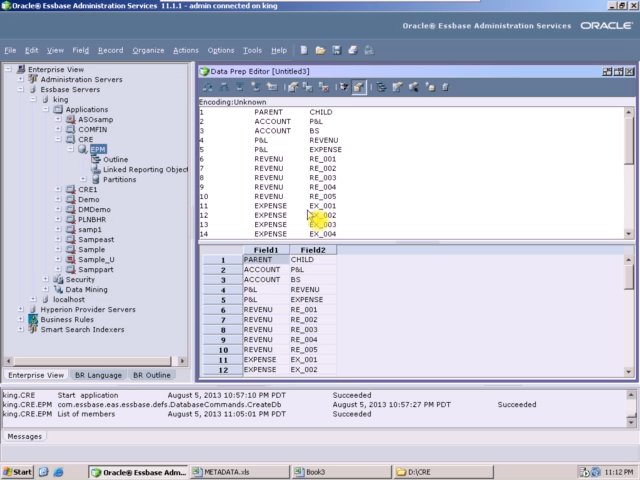 Oracle® Essbase Administration Services 11.1.1 - admin connected on king
Oracle® Essbase Administration Services ORACLE
File Edit View Field Record Organize Actions Options Tools Help
Enterprise View
Administration Servers
Essbase Servers
king
Applications
ASOsamp
COMFIN
CRE
EPM
Outline
Linked Reporting Object
Partitions
CRE1
Demo
DMDemo
PLNBHR
samp1
Sampeast
Sample
Sample_U
Samppart
Security
Data Mining
localhost
Hyperion Provider Servers
Business Rules
Smart Search Indexers
Enterprise View BR Language BR Outline
Data Prep Editor [Untitled3]
Encoding:Unknown
1 PARENT CHILD
2 ACCOUNT P&L
3 ACCOUNT BS
4 P&L REVENU
5 P&L EXPENSE
6 REVENU RE_001
7 REVENU RE_002
8 REVENU RE_003
9 REVENU RE_004
10 REVENU RE_005
11 EXPENSE EX_001
12 EXPENSE EX_002
13 EXPENSE EX_003
14 EXPENSE EX_004
Field1 Field2
1 PARENT CHILD
2 ACCOUNT P&L
3 ACCOUNT BS
4 P&L REVENU
5 P&L EXPENSE
6 REVENU RE_001
7 REVENU RE_002
8 REVENU RE_003
9 REVENU RE_004
10 REVENU RE_005
11 EXPENSE EX_001
12 EXPENSE EX_002
king.CRE Start application August 5, 2013 10:57:10 PM PDT Succeeded
king.CRE.EPM com.essbase.eas.essbase.defs.DatabaseCommands.CreateDb August 5, 2013 10:57:27 PM PDT Succeeded
king.CRE.EPM List of members August 5, 2013 11:05:01 PM PDT Succeeded
Messages
Start Oracle® Essbase Adm... METADATA.xls Book3 D:\CRE 11:12 PM